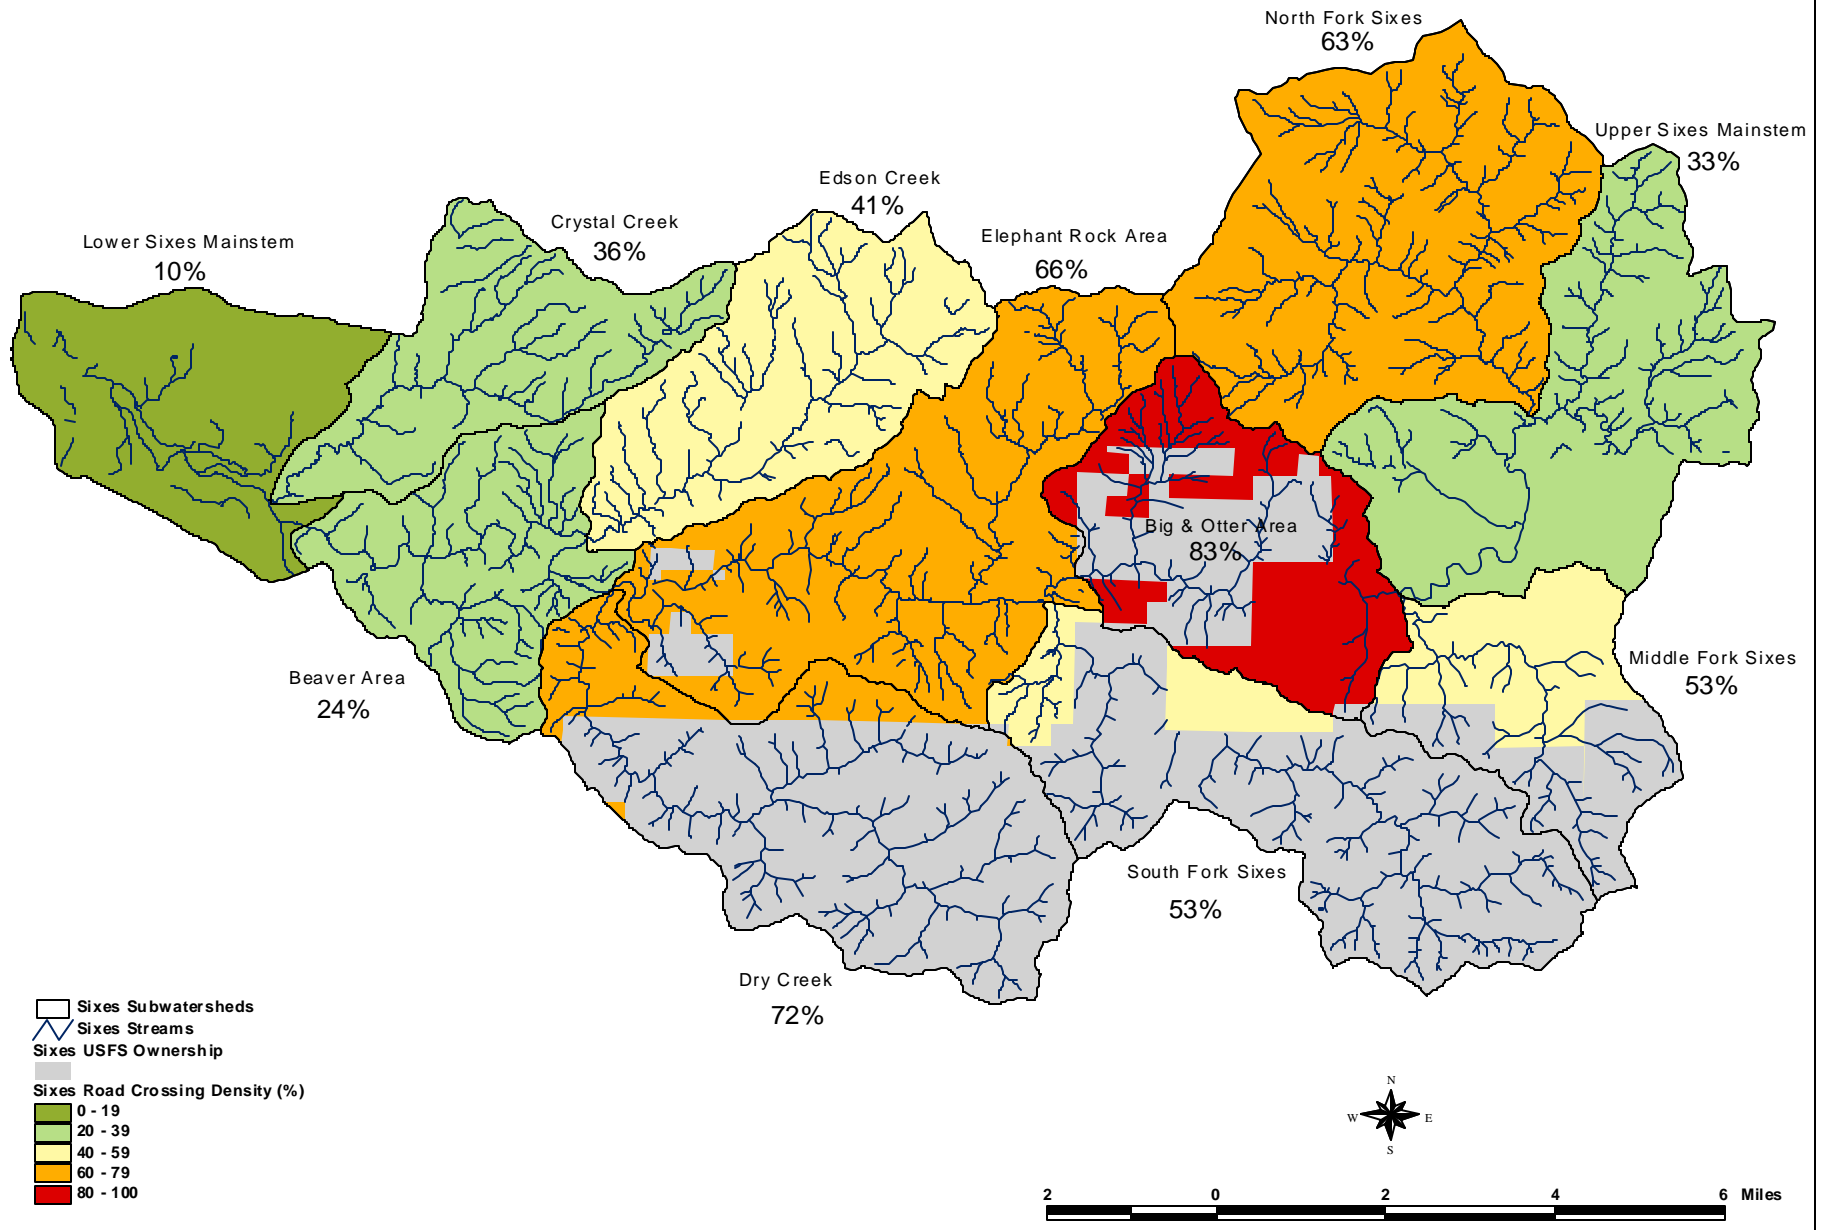 North Fork Sixes
63%
Upper Sixes Mainstem
33%
Edson Creek
41%
Crystal Creek
36%
Elephant Rock Area
66%
Lower Sixes Mainstem
10%
Big & Otter Area
83%
Middle Fork Sixes
53%
Beaver Area
24%
South Fork Sixes
53%
Dry Creek
72%
Sixes Subwatersheds
Sixes Streams
Sixes USFS Ownership
Sixes Road Crossing Density (%)
0 - 19
20 - 39
40 - 59
60 - 79
80 - 100
N
W E
S
2 0 2 4 6 Miles